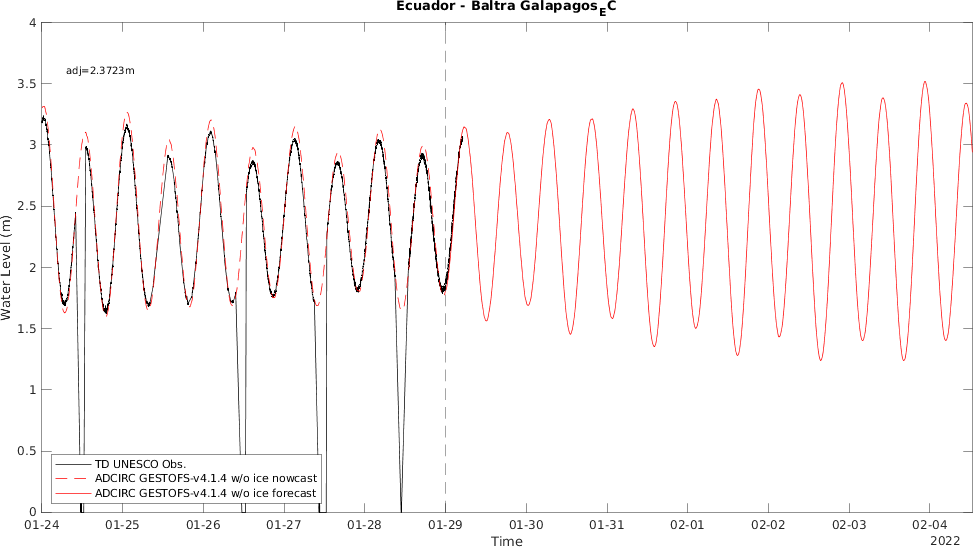 Ecuador - Baltra Galapagos_EC
4
adj=2.3723m
3.5
3
2.5
2
1.5
1
0.5
0
Water Level (m)
TD UNESCO Obs.
ADCIRC GESTOFS-v4.1.4 w/o ice nowcast
ADCIRC GESTOFS-v4.1.4 w/o ice forecast
01-24 01-25 01-26 01-27 01-28 01-29 01-30 01-31 02-01 02-02 02-03 02-04
Time
2022